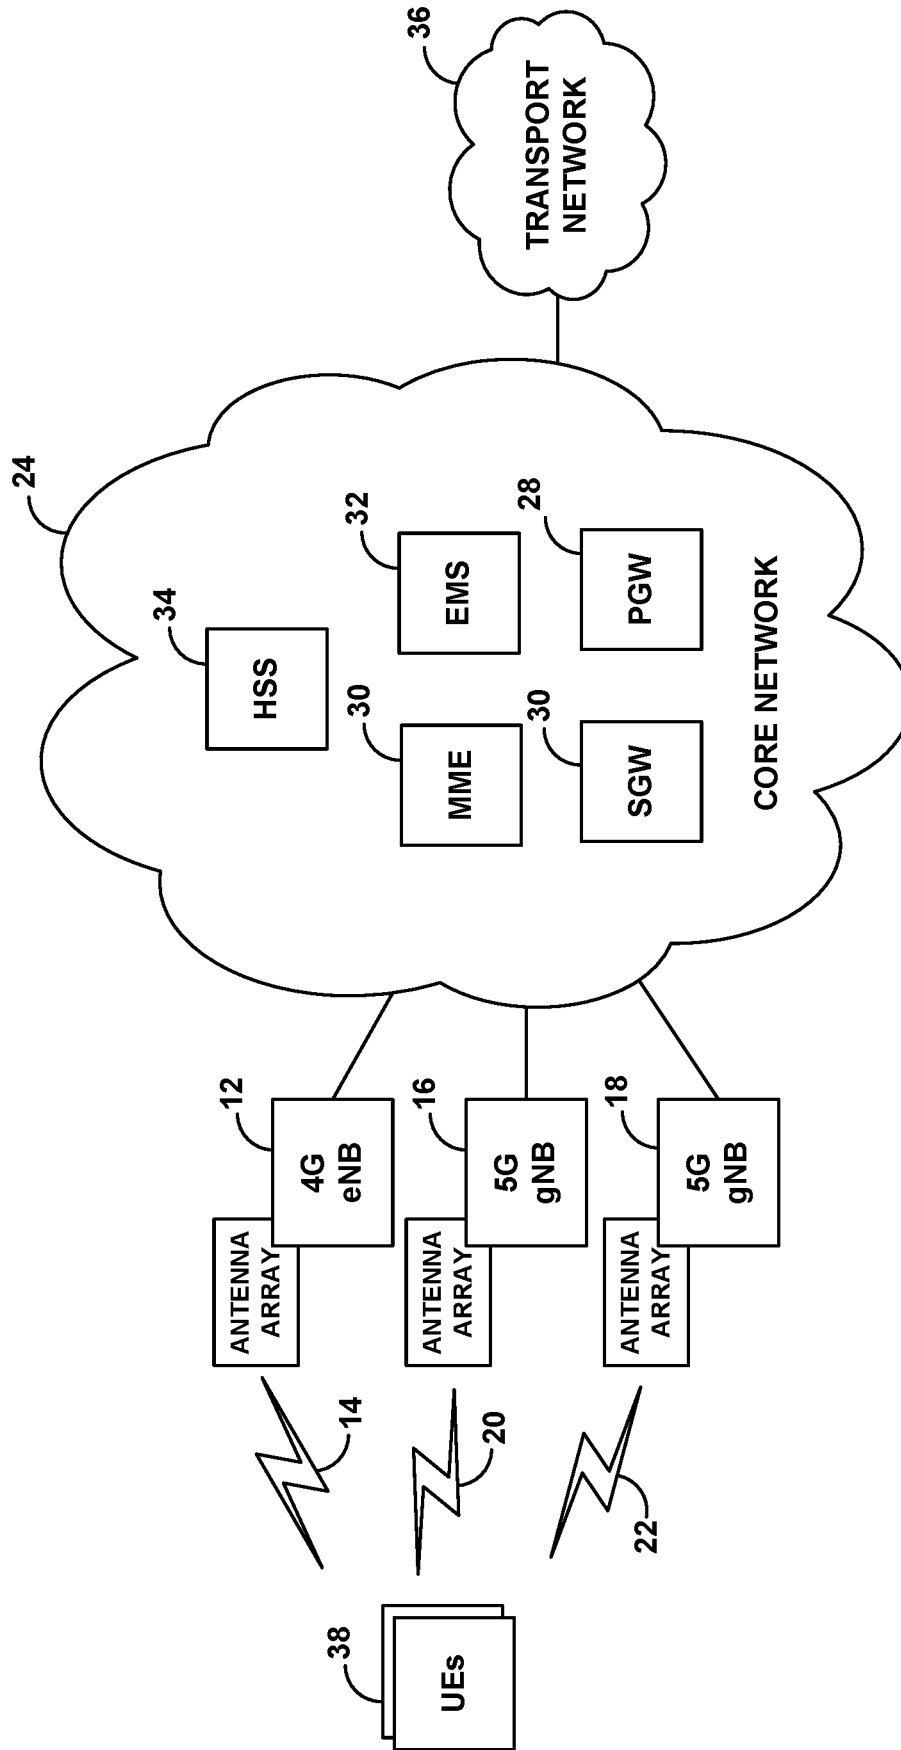 38
UEs
14
20
22
ANTENNA
ARRAY
12
4G
eNB
ANTENNA
ARRAY
16
5G
gNB
ANTENNA
ARRAY
18
5G
gNB
24
34
HSS
30
MME
32
EMS
30
SGW
28
PGW
CORE NETWORK
36
TRANSPORT
NETWORK